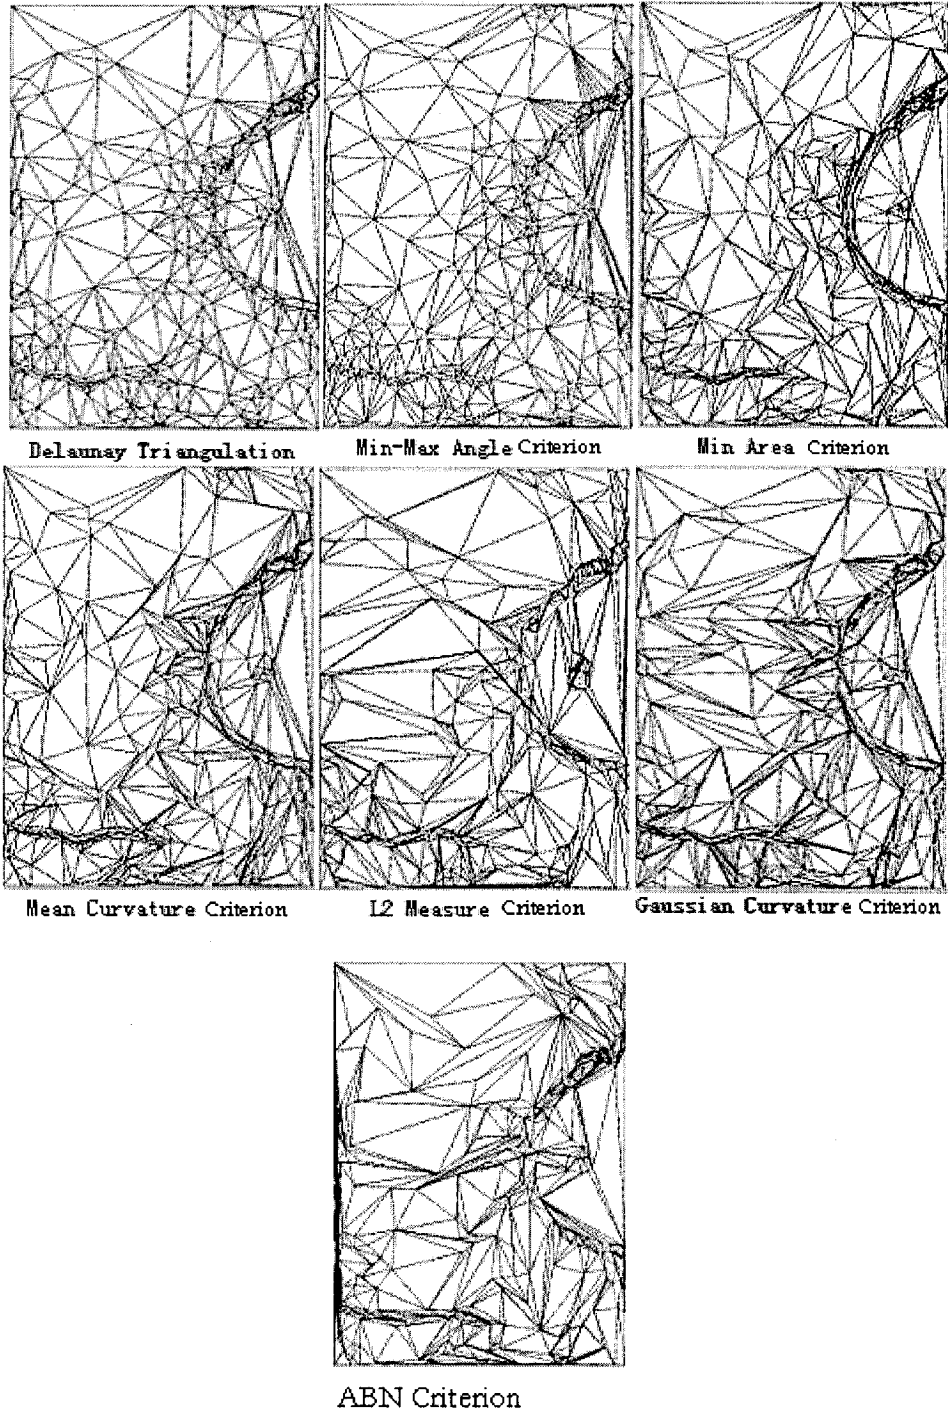 Delaunay Triangulation
Min-Max Angle Criterion
Min Area Criterion
Mean Curvature Criterion
L2 Measure Criterion
Gaussian Curvature Criterion
ABN Criterion